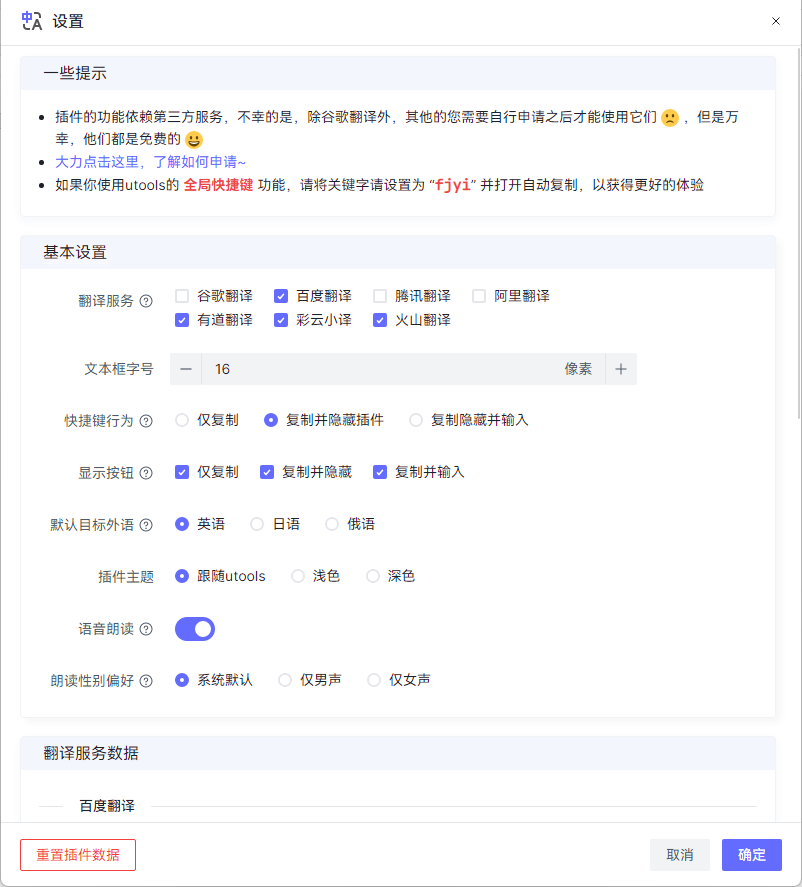 设置
一些提示
插件的功能依赖第三方服务，不幸的是，除谷歌翻译外，其他的您需要自行申请之后才能使用它们 🙁 ，但是万
幸，他们都是免费的 😀
大力点击这里，了解如何申请~
如果你使用utools的 全局快捷键 功能，请将关键字请设置为 “fjyi” 并打开自动复制，以获得更好的体验
基本设置
翻译服务 谷歌翻译 百度翻译 腾讯翻译 阿里翻译
有道翻译 彩云小译 火山翻译
文本框字号 16 像素
快捷键行为 仅复制 复制并隐藏插件 复制隐藏并输入
显示按钮 仅复制 复制并隐藏 复制并输入
默认目标外语 英语 日语 俄语
插件主题 跟随utools 浅色 深色
语音朗读
朗读性别偏好 系统默认 仅男声 仅女声
翻译服务数据
百度翻译
重置插件数据 取消 确定